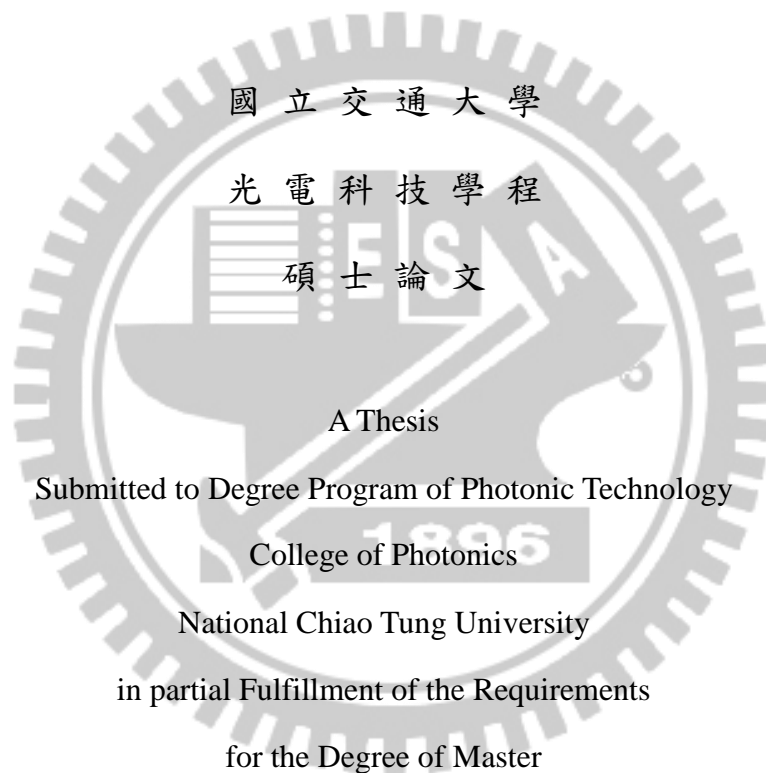 國立交通大學
光電科技學程
ESA
碩士論文
A Thesis
Submitted to Degree Program of Photonic Technology
1896
College of Photonics
National Chiao Tung University
in partial Fulfillment of the Requirements
for the Degree of Master